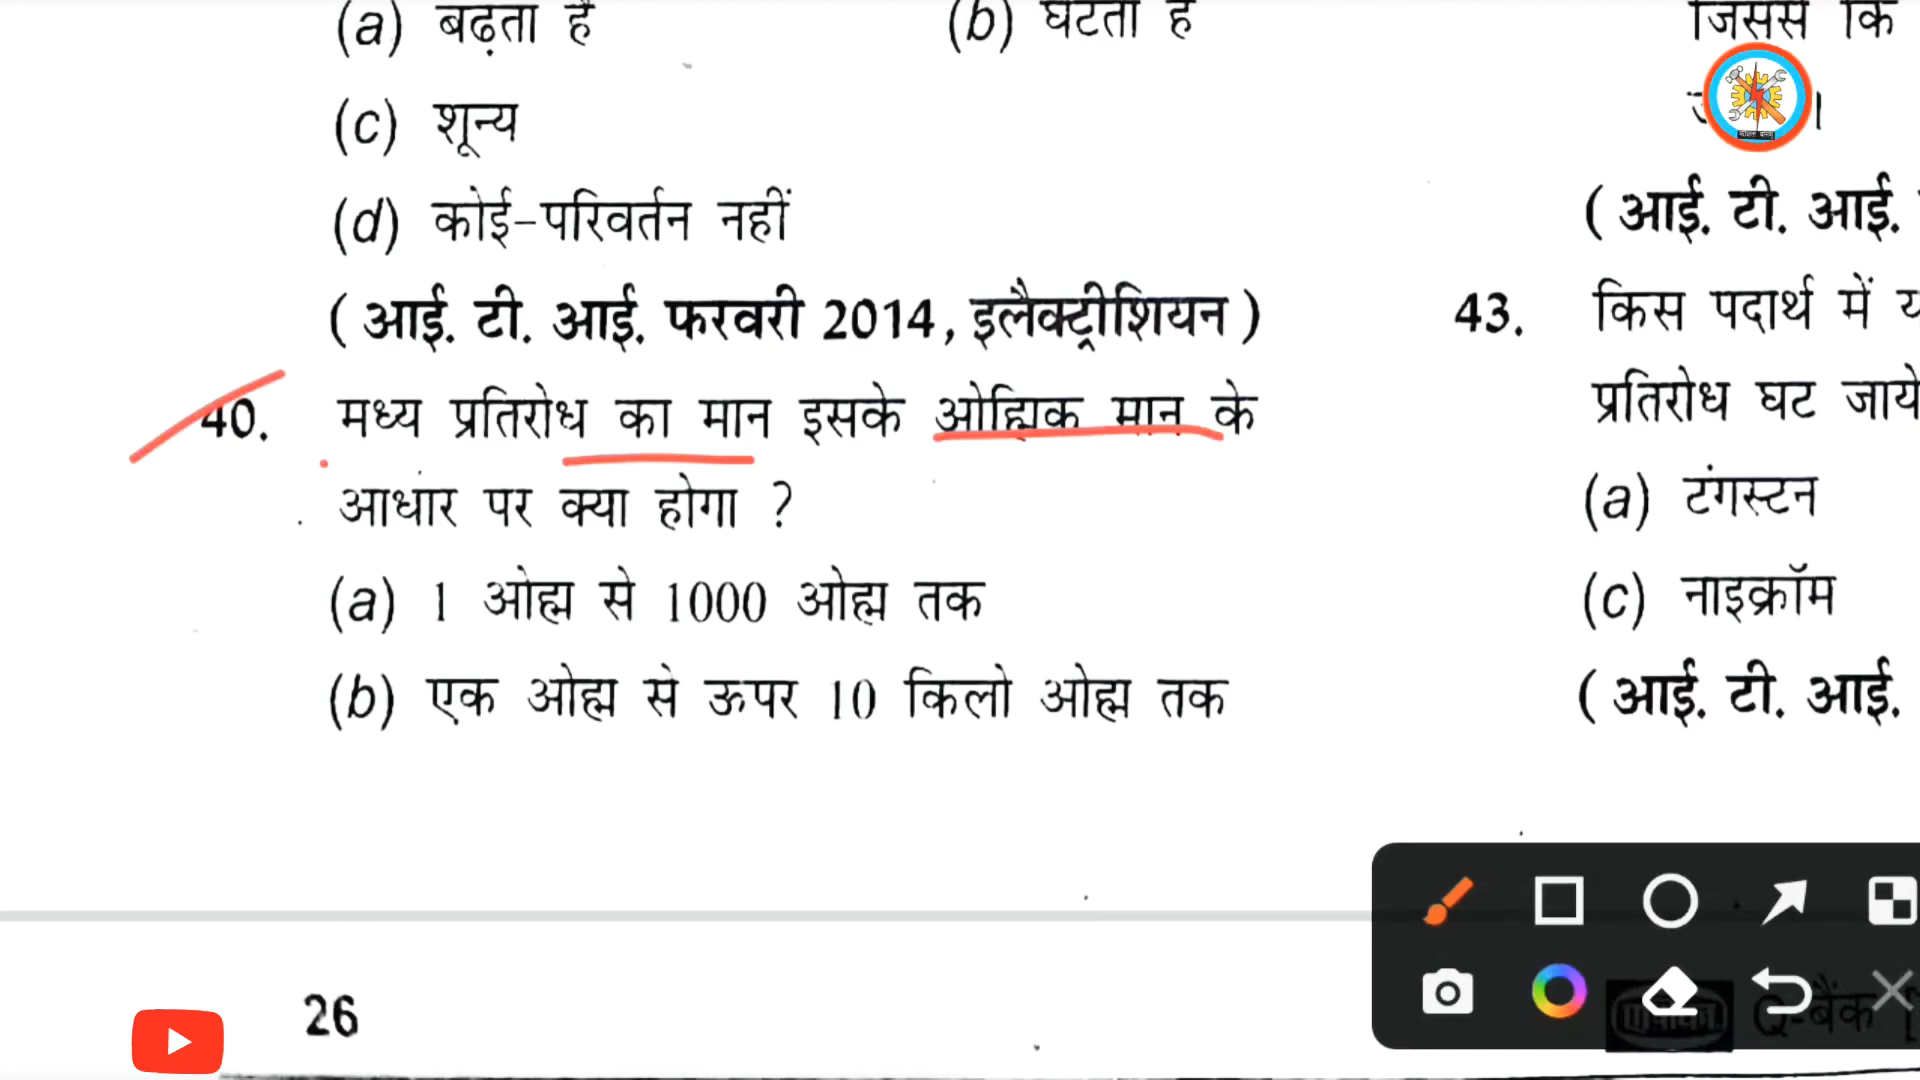 (a) बढ़ता है
(b) घटता है
(c) शून्य
(d) कोई-परिवर्तन नहीं
( आई. टी. आई. फरवरी 2014, इलैक्ट्रीशियन )
40. मध्य प्रतिरोध का मान इसके ओह्मिक मान के
आधार पर क्या होगा ?
(a) 1 ओह्म से 1000 ओह्म तक
(b) एक ओह्म से ऊपर 10 किलो ओह्म तक
26
जिससे कि
( आई. टी. आई.
43. किस पदार्थ में
प्रतिरोध घट जाये
(a) टंगस्टन
(c) नाइक्रॉम
( आई. टी. आई.
Q-बैंक